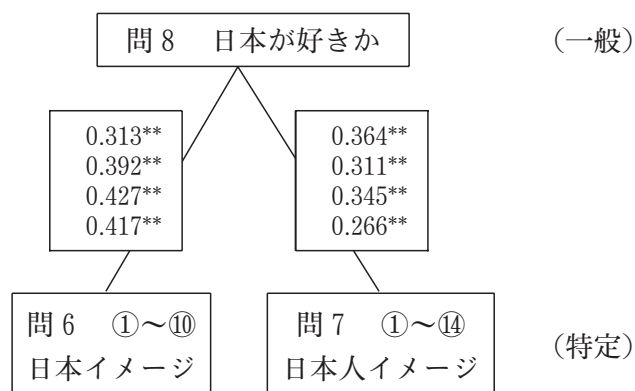 問8　日本が好きか
（一般）
0.313**
0.392**
0.427**
0.417**
0.364**
0.311**
0.345**
0.266**
問6　①～⑩
日本イメージ
問7　①～⑭
日本人イメージ
（特定）